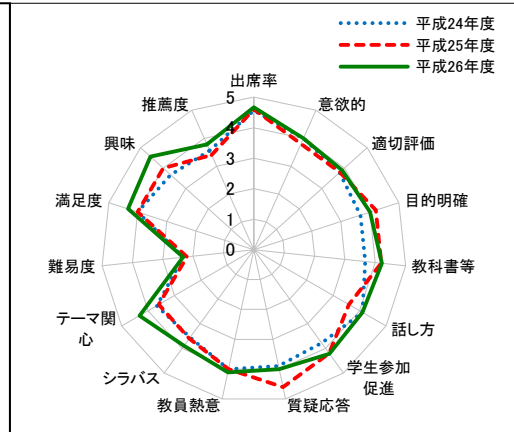 平成24年度
平成25年度
平成26年度
出席率
意欲的
適切評価
目的明確
教科書等
話し方
学生参加
促進
質疑応答
教員熱意
シラバス
テーマ関
心
難易度
満足度
興味
推薦度
5
4
3
2
1
0